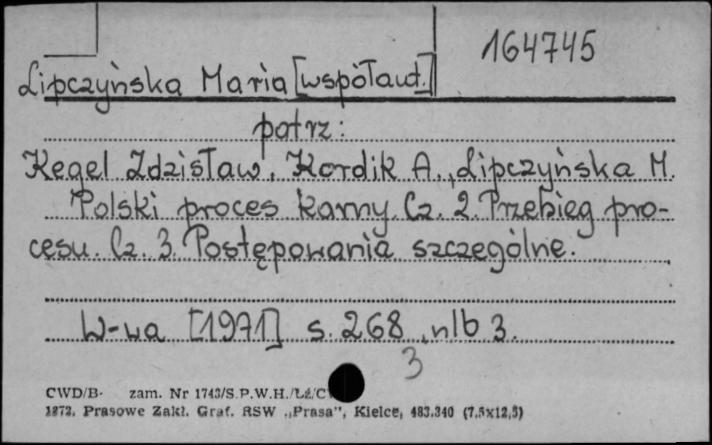 164745
Lipczyńska Maria [współaut.]
patrz:
Kegel Zdzisław, Kordik A., Lipczyńska M.
Polski proces karny. Cz. 2. Przebieg pro-
cesu. Cz. 3. Postępowania szczególne.
W-wa [1971] s. 268, nlb 3.
3
CWD/B- zam. Nr 1743/S.P.W.H./Łź/C
1972. Prasowe Zakł. Graf. RSW „Prasa", Kielce, 483.340 (7,5x12,5)